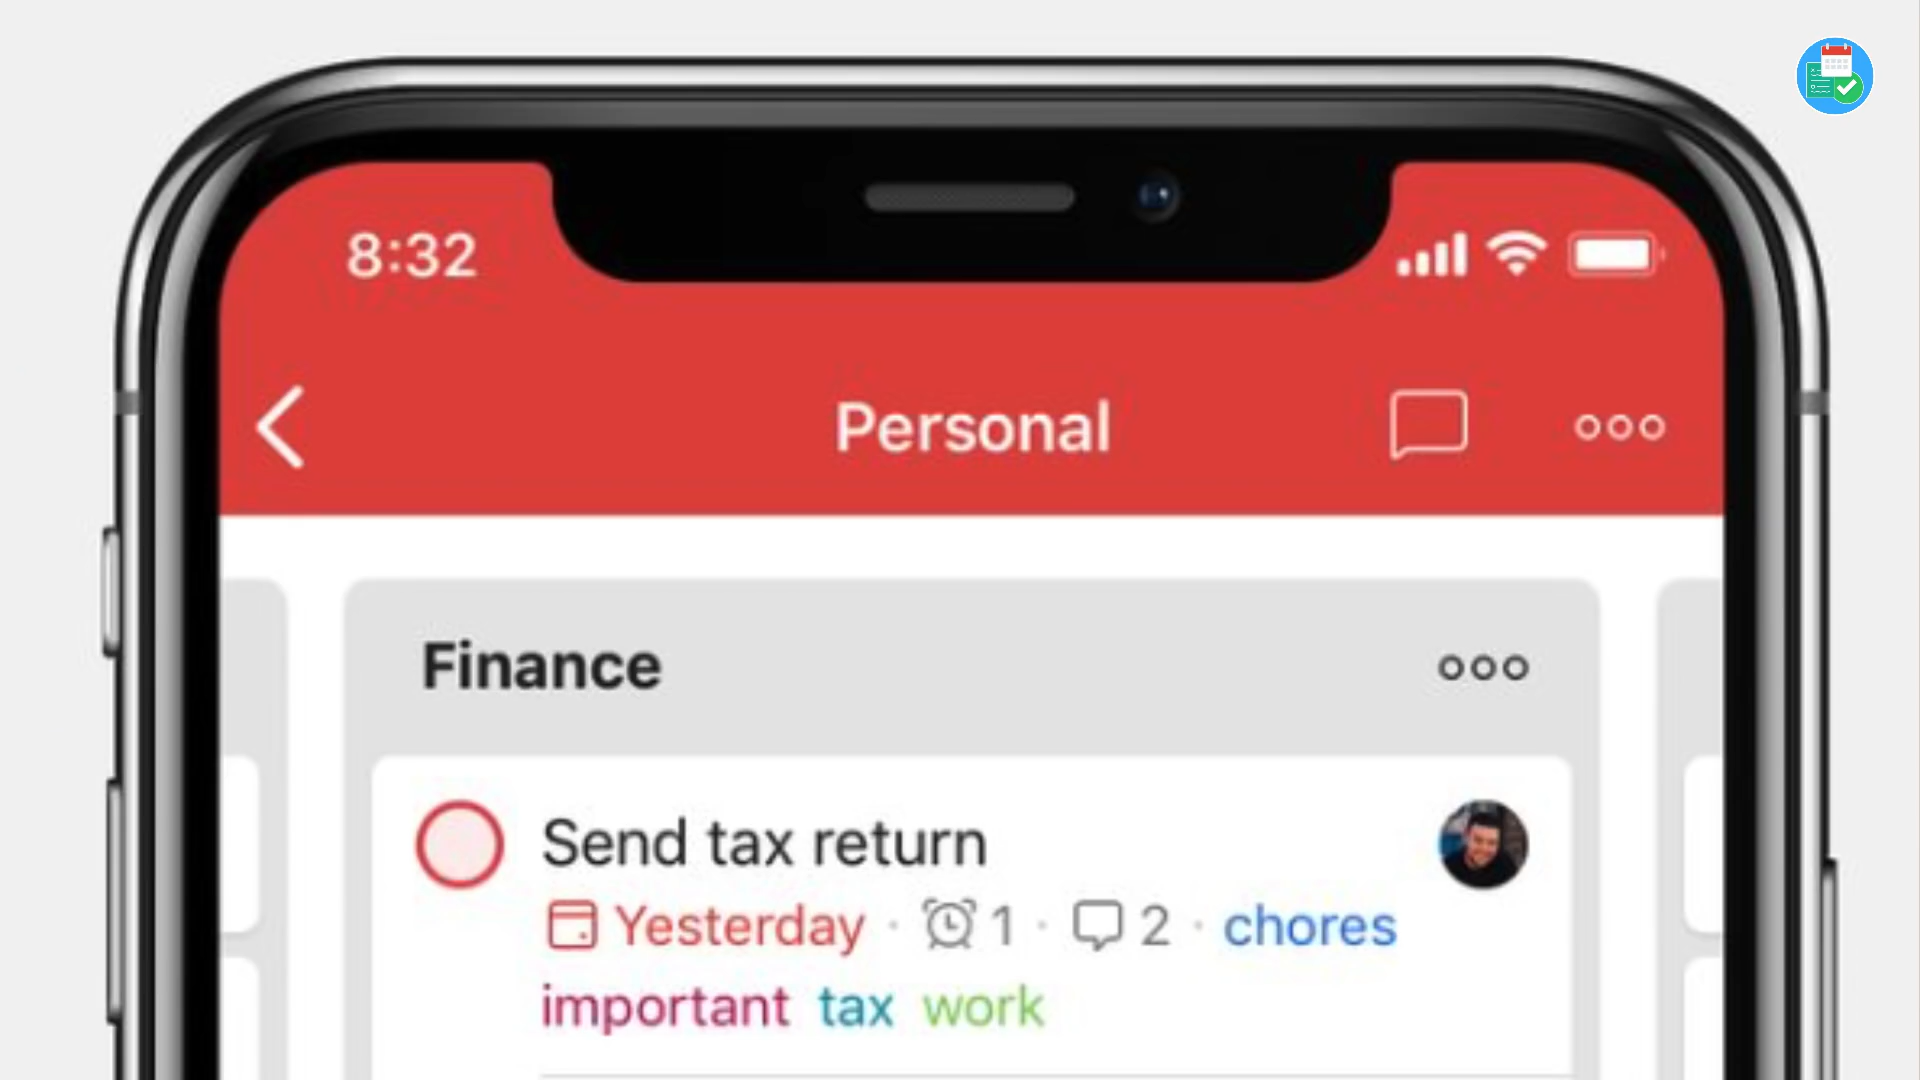 8:32
Personal
Finance
Send tax return
Yesterday · 1 · 2 · chores
important tax work